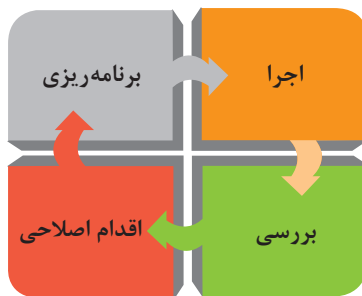 برنامه‌ریزی
اجرا
بررسی
اقدام اصلاحی